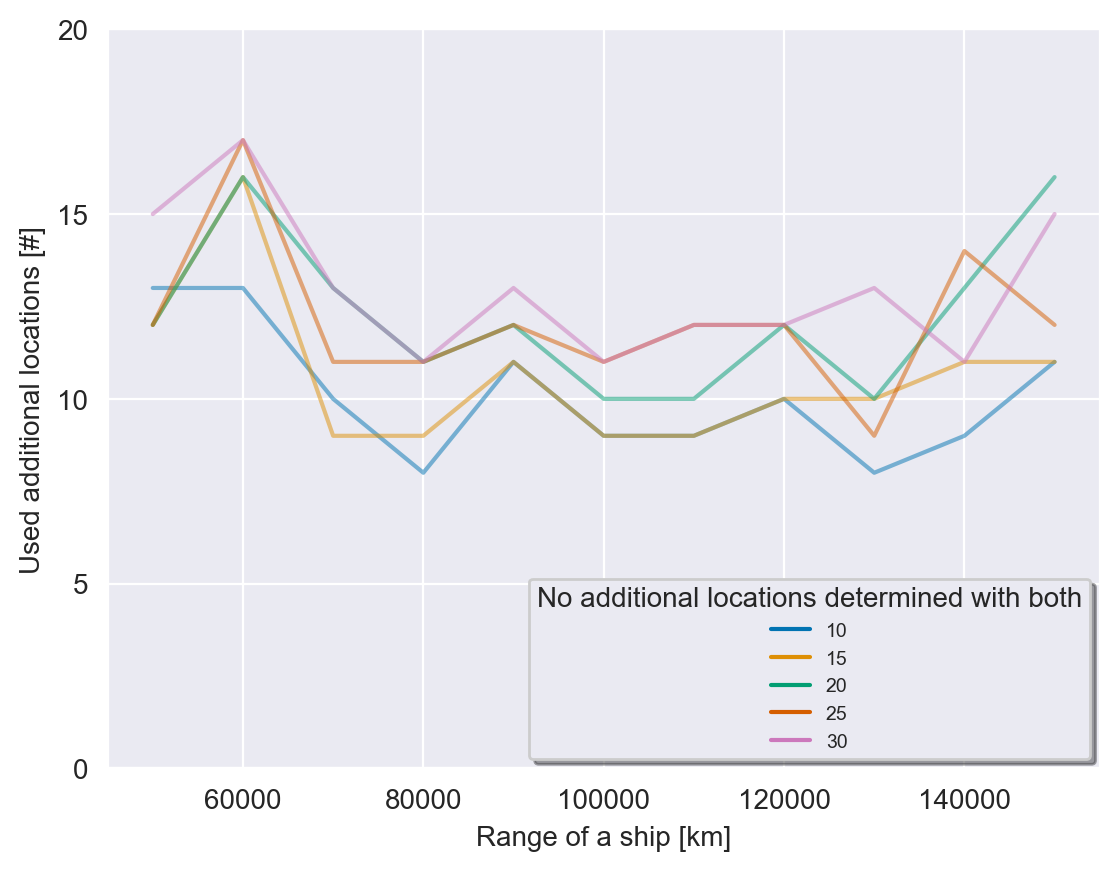 20
15
10
5
0
Used additional locations [#]
60000 80000 100000 120000 140000
Range of a ship [km]
No additional locations determined with both
10
15
20
25
30